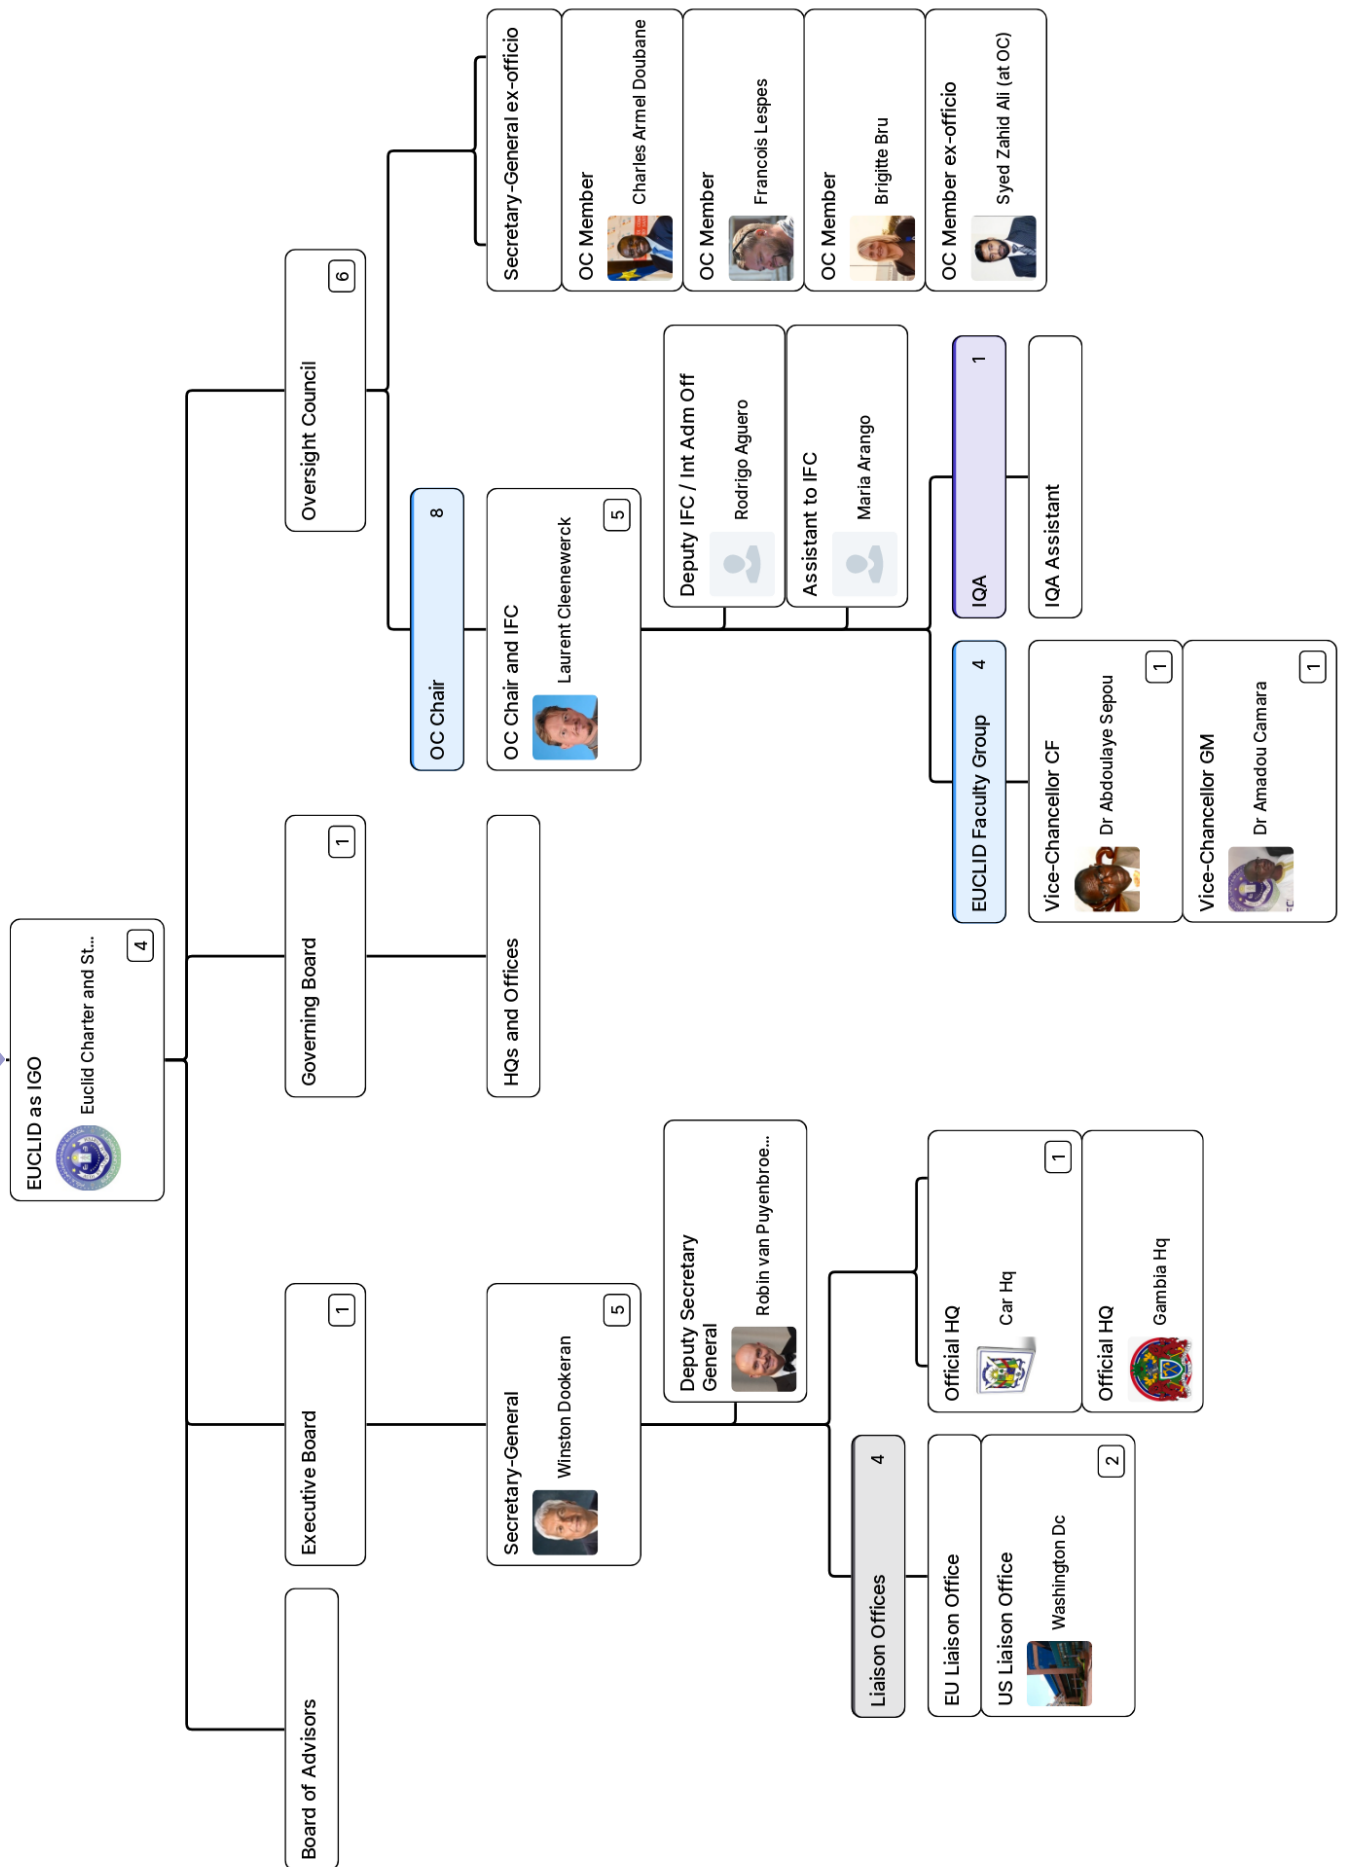 EUCLID as IGO
Euclid Charter and St...
4
Board of Advisors
Executive Board
1
Governing Board
1
Oversight Council
6
Secretary-General
Winston Dookeran
5
Deputy Secretary
General
Robin van Puyenbroe...
Liaison Offices
4
EU Liaison Office
US Liaison Office
Washington Dc
2
Official HQ
Car Hq
1
Official HQ
Gambia Hq
HQs and Offices
OC Chair
8
OC Chair and IFC
Laurent Cleenewerck
5
Deputy IFC / Int Adm Off
Rodrigo Aguero
Assistant to IFC
Maria Arango
EUCLID Faculty Group
4
Vice-Chancellor CF
Dr Abdoulaye Sepou
1
Vice-Chancellor GM
Dr Amadou Camara
1
IQA
1
IQA Assistant
Secretary-General ex-officio
OC Member
Charles Armel Doubane
OC Member
Francois Lespes
OC Member
Brigitte Bru
OC Member ex-officio
Syed Zahid Ali (at OC)